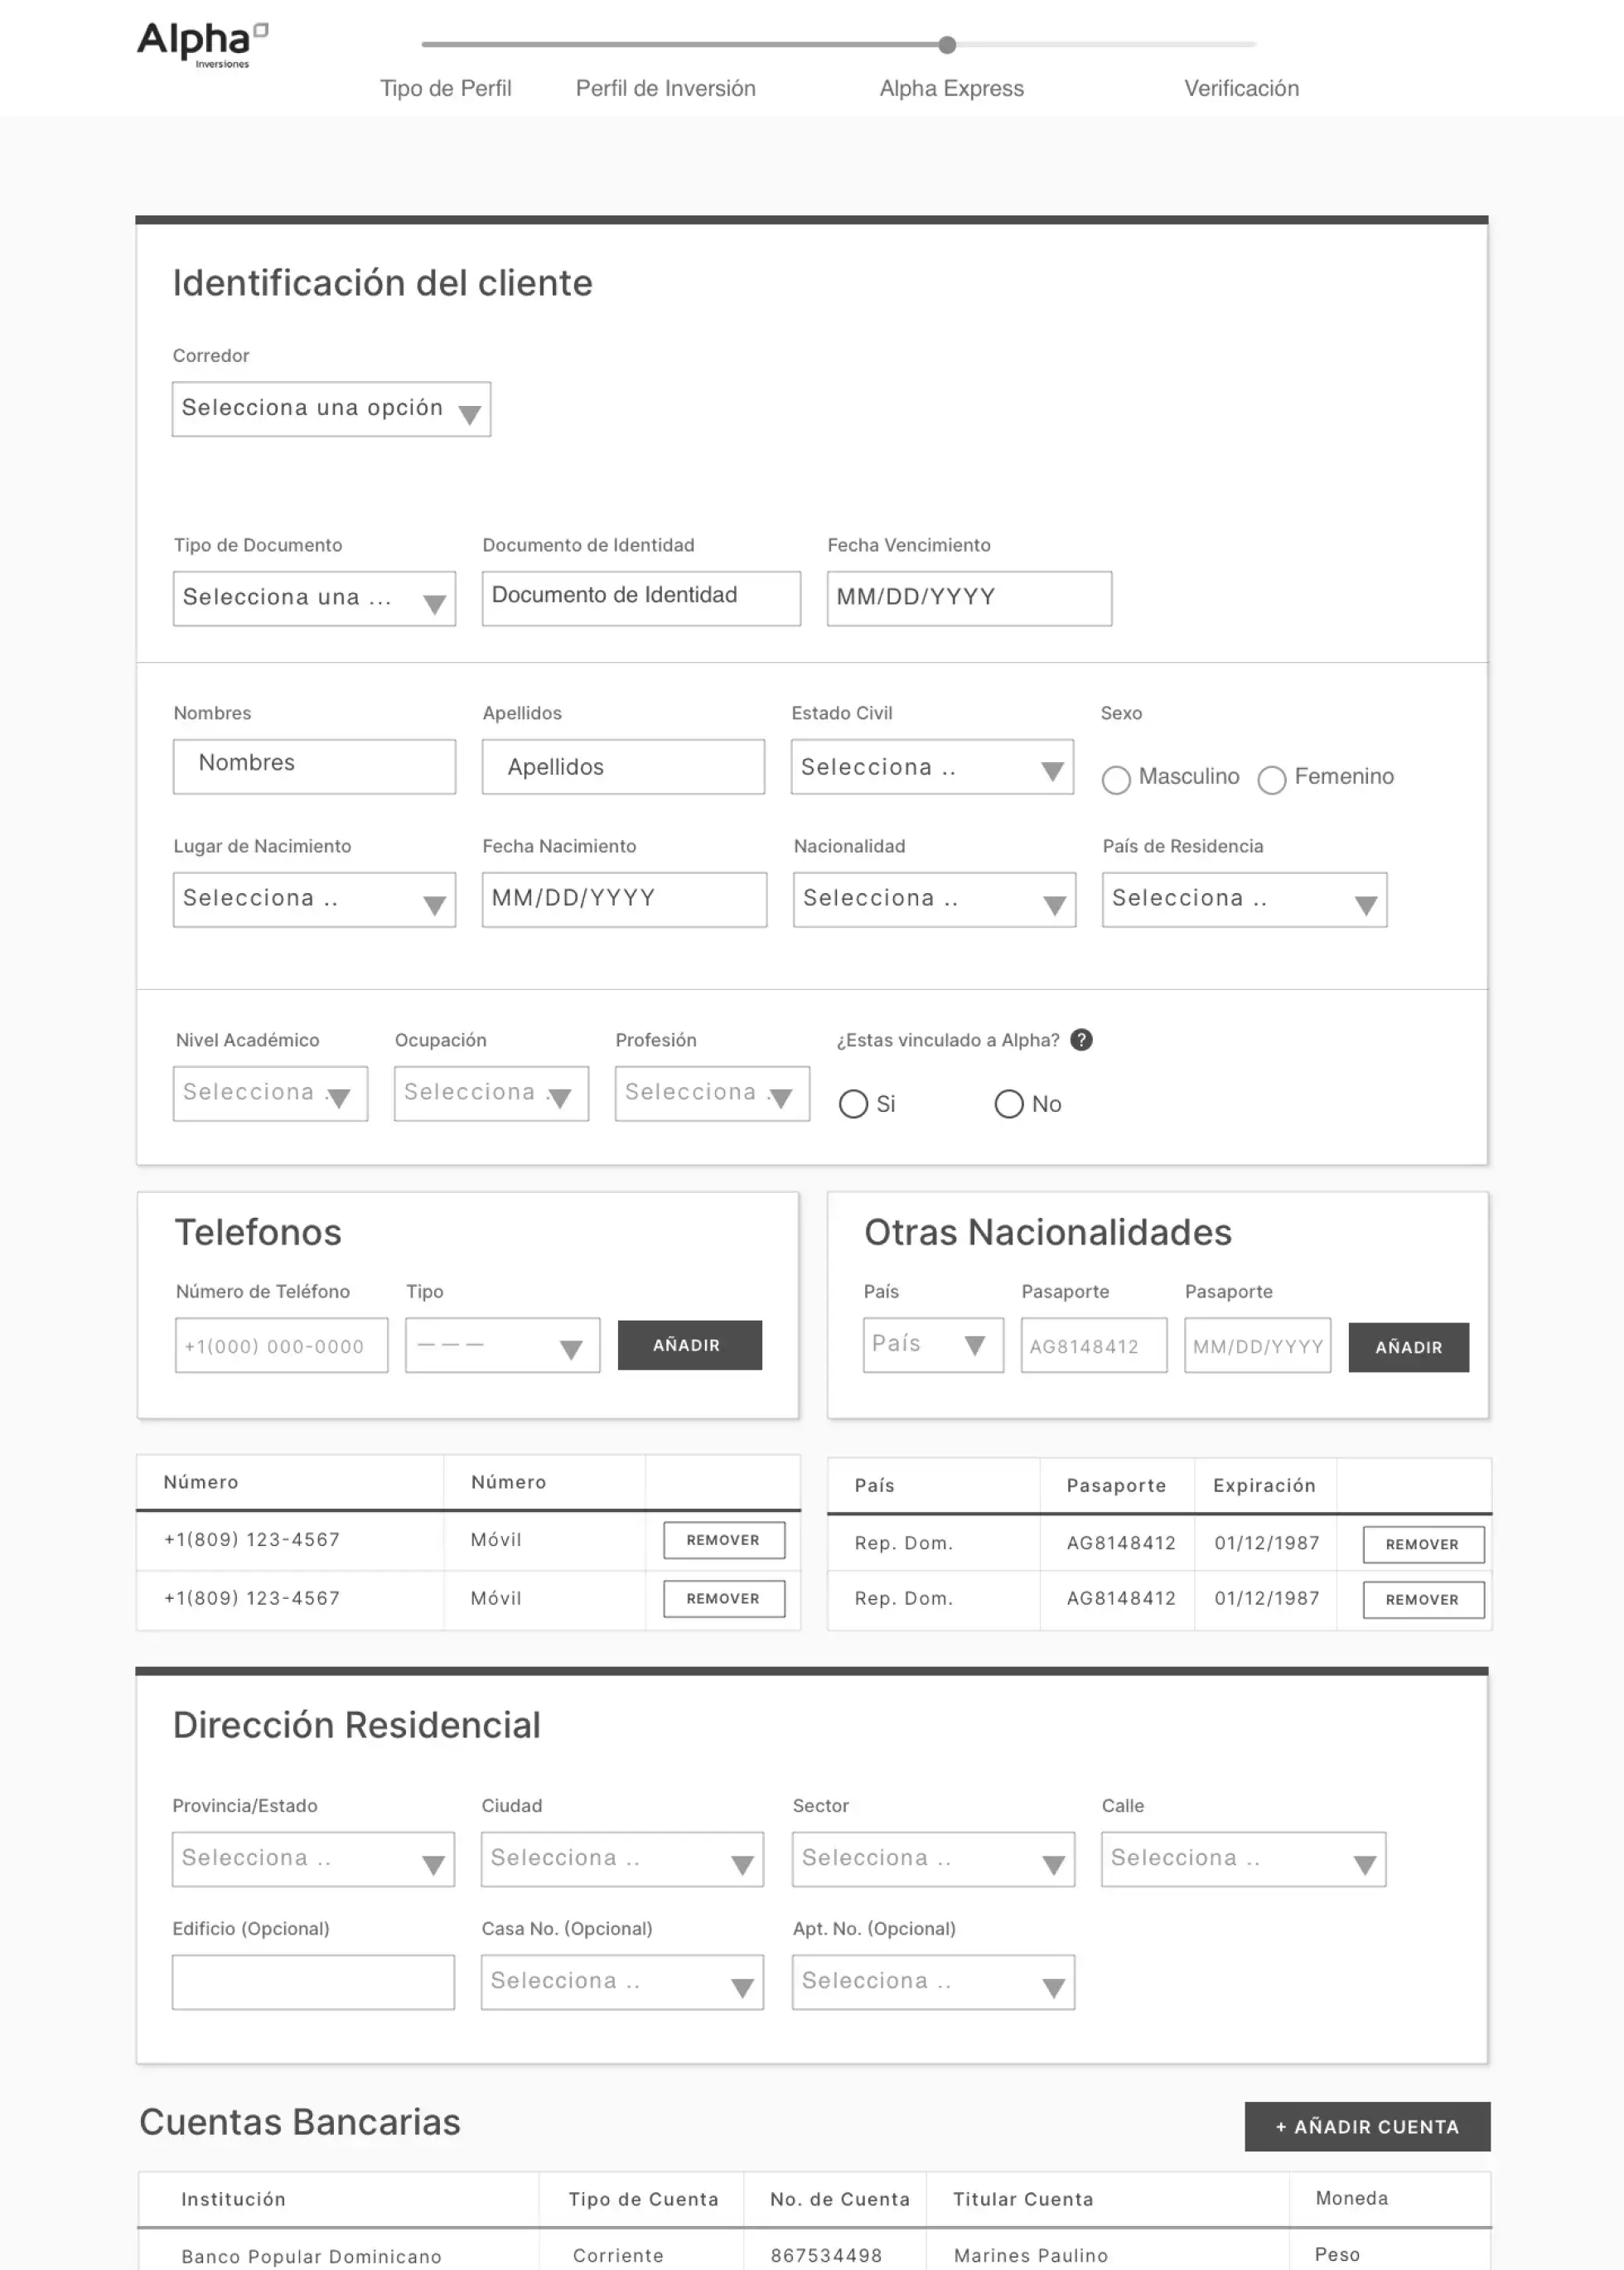 Alpha
Inversiones
Tipo de Perfil Perfil de Inversión Alpha Express Verificación
Identificación del cliente
Corredor
Selecciona una opción
Tipo de Documento Documento de Identidad Fecha Vencimiento
Selecciona una ... Documento de Identidad MM/DD/YYYY
Nombres Apellidos Estado Civil Sexo
Nombres Apellidos Selecciona .. Masculino Femenino
Lugar de Nacimiento Fecha Nacimiento Nacionalidad País de Residencia
Selecciona .. MM/DD/YYYY Selecciona .. Selecciona ..
Nivel Académico Ocupación Profesión ¿Estas vinculado a Alpha? ?
Selecciona . Selecciona . Selecciona . Si No
Telefonos
Número de Teléfono Tipo
+1(000) 000-0000 — — — AÑADIR
Otras Nacionalidades
País Pasaporte Pasaporte
País AG8148412 MM/DD/YYYY AÑADIR
Número Número
+1(809) 123-4567 Móvil REMOVER
+1(809) 123-4567 Móvil REMOVER
País Pasaporte Expiración
Rep. Dom. AG8148412 01/12/1987 REMOVER
Rep. Dom. AG8148412 01/12/1987 REMOVER
Dirección Residencial
Provincia/Estado Ciudad Sector Calle
Selecciona .. Selecciona .. Selecciona .. Selecciona ..
Edificio (Opcional) Casa No. (Opcional) Apt. No. (Opcional)
Selecciona .. Selecciona ..
Cuentas Bancarias + AÑADIR CUENTA
Institución Tipo de Cuenta No. de Cuenta Titular Cuenta Moneda
Banco Popular Dominicano Corriente 867534498 Marines Paulino Peso